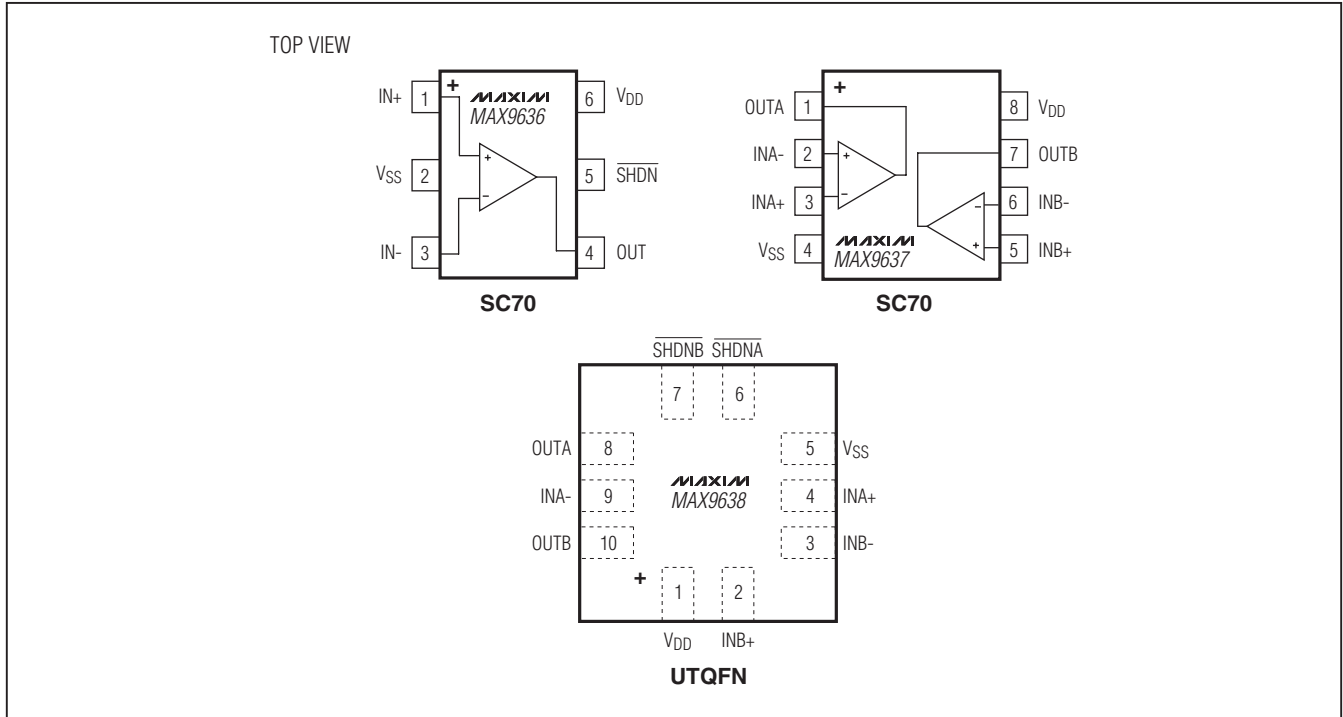 TOP VIEW
IN+ 1 + MAXIM 6 VDD
MAX9636
+
VSS 2 5 SHDN
−
IN- 3 4 OUT
SC70
+
OUTA 1 8 VDD
INA- 2 + 7 OUTB
INA+ 3 − − 6 INB-
VSS 4 MAXIM + 5 INB+
MAX9637
SC70
SHDNB SHDNA
7 6
OUTA 8 5 VSS
INA- 9 MAXIM 4 INA+
MAX9638
OUTB 10 3 INB-
+ 1 2
VDD INB+
UTQFN